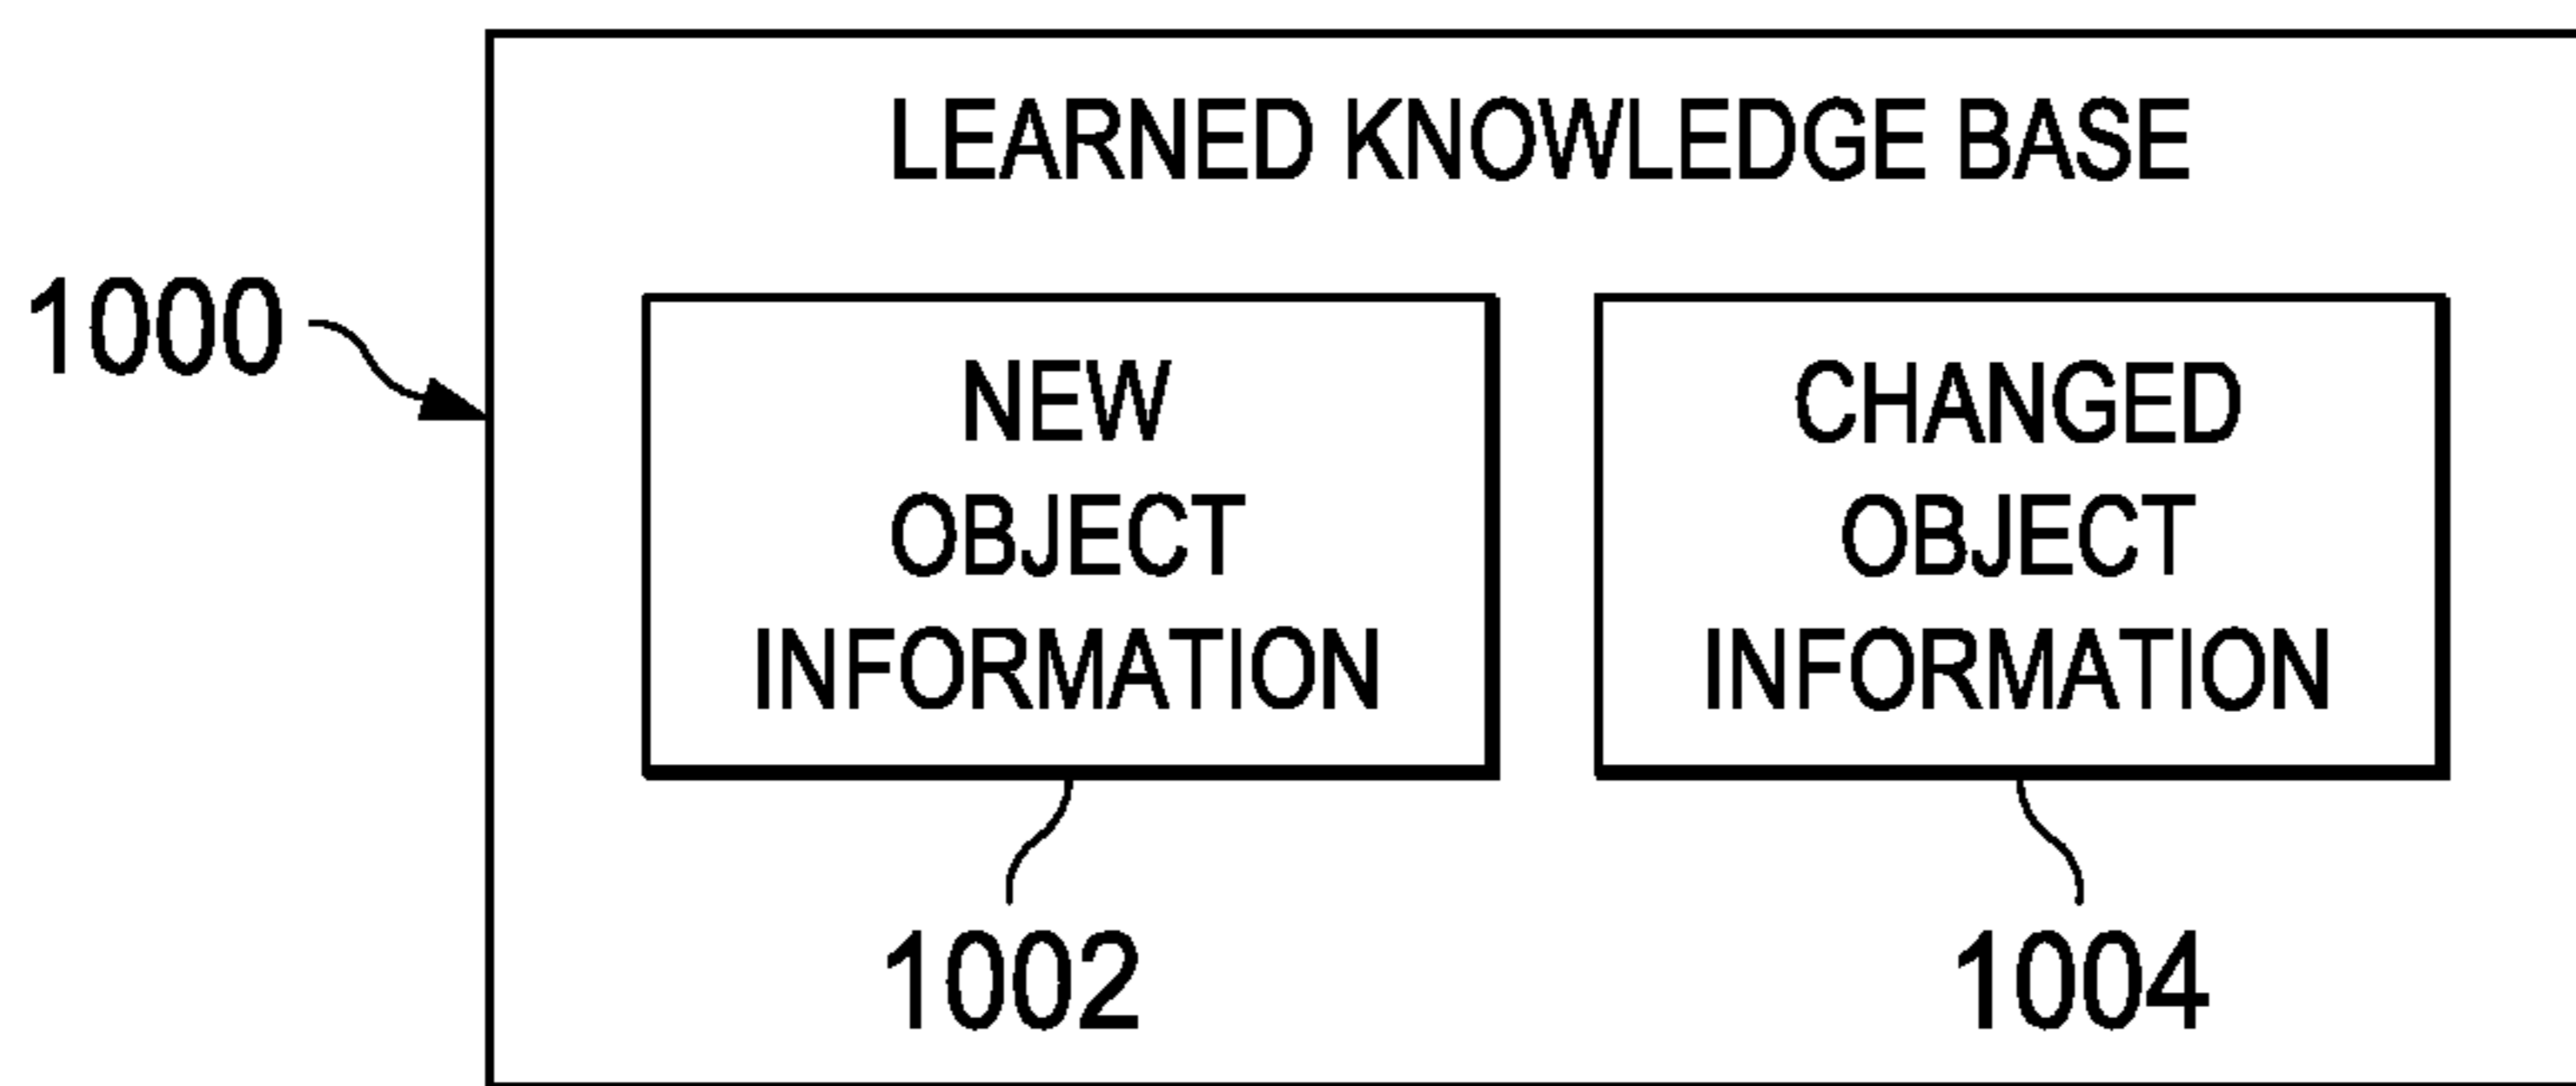 LEARNED KNOWLEDGE BASE
1000
NEW
OBJECT
INFORMATION
CHANGED
OBJECT
INFORMATION
1002
1004